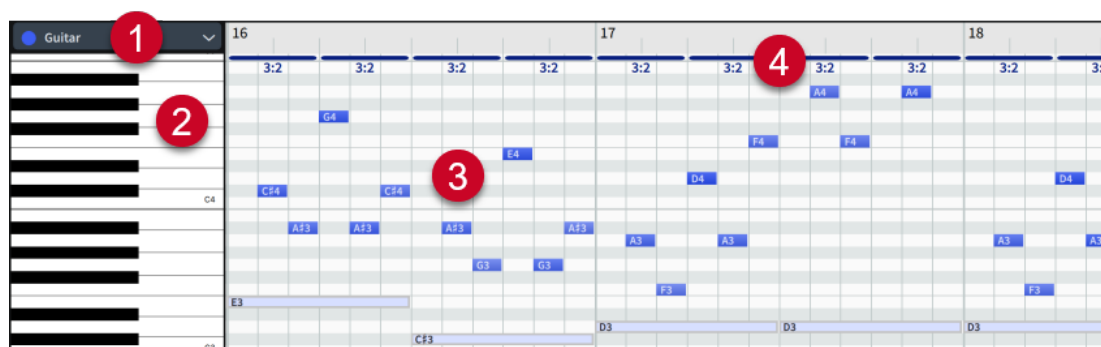 Guitar 1 16 17 18
3:2 3:2 3:2 3:2 3:2 3:2 4 3:2 3:2
A4 A4
2 G4
F4 F4
E4
3
D4 D4
C♯4 C♯4 C4
A♯3 A♯3 A♯3 A♯3
A3 A3 A3
G3 G3
F3 F3
E3
D3 D3 D3
C♯3